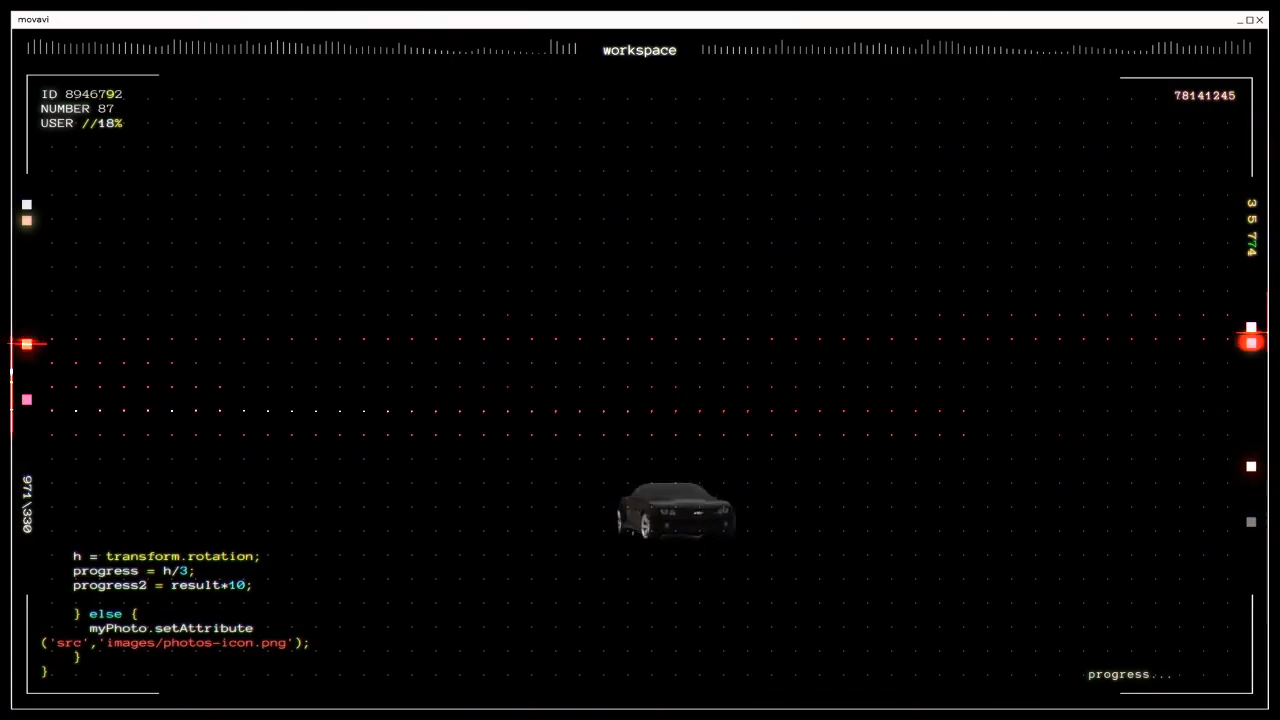 movavi
workspace
ID 8946792
NUMBER 87
USER //18%
78141245
3 5 774
971\330
h = transform.rotation;
progress = h/3;
progress2 = result*10;
} else {
myPhoto.setAttribute
('src','images/photos-icon.png');
}
}
progress...